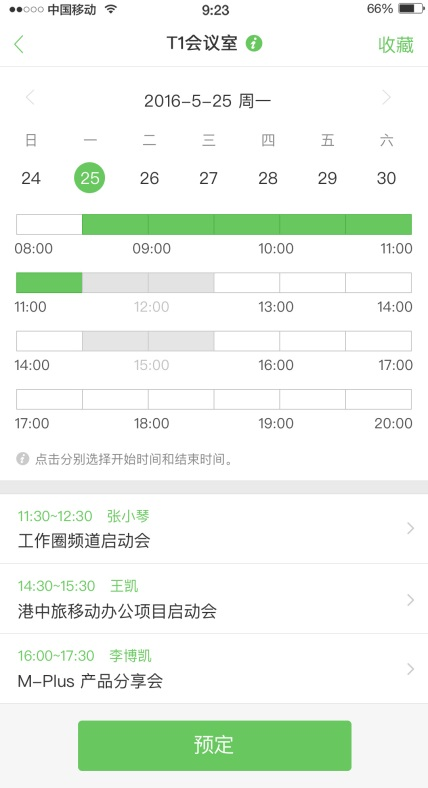 中国移动 9:23 66%
T1会议室 收藏
2016-5-25 周一
日 一 二 三 四 五 六
24 25 26 27 28 29 30
08:00 09:00 10:00 11:00
11:00 12:00 13:00 14:00
14:00 15:00 16:00 17:00
17:00 18:00 19:00 20:00
点击分别选择开始时间和结束时间。
11:30~12:30 张小琴
工作圈频道启动会
14:30~15:30 王凯
港中旅移动办公项目启动会
16:00~17:30 李博凯
M-Plus 产品分享会
预定